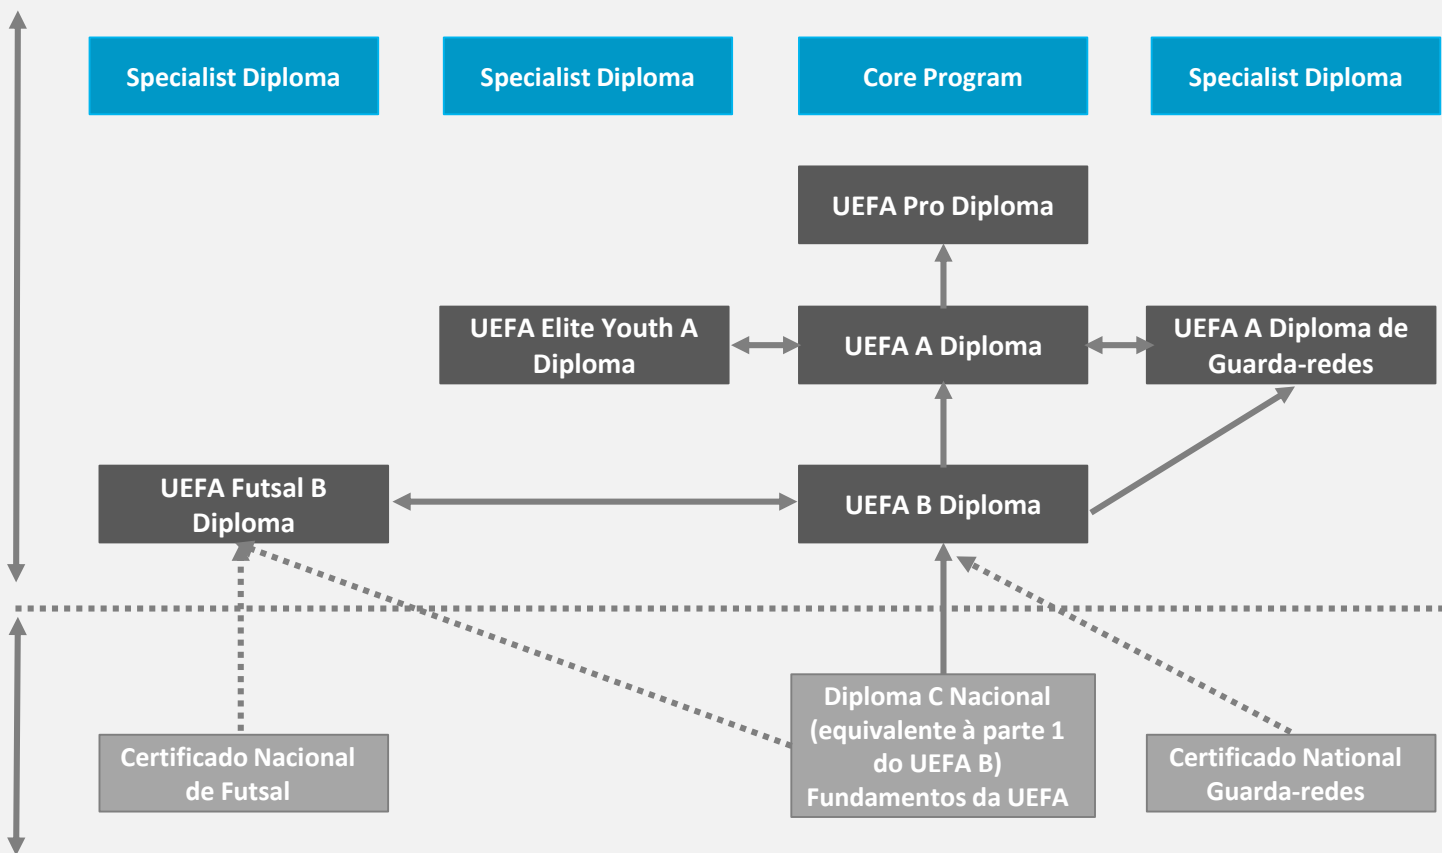 Specialist Diploma
Specialist Diploma
Core Program
Specialist Diploma
UEFA Pro Diploma
UEFA Elite Youth A
Diploma
UEFA A Diploma
UEFA A Diploma de
Guarda-redes
UEFA Futsal B
Diploma
UEFA B Diploma
Certificado Nacional
de Futsal
Diploma C Nacional
(equivalente à parte 1
do UEFA B)
Fundamentos da UEFA
Certificado National
Guarda-redes